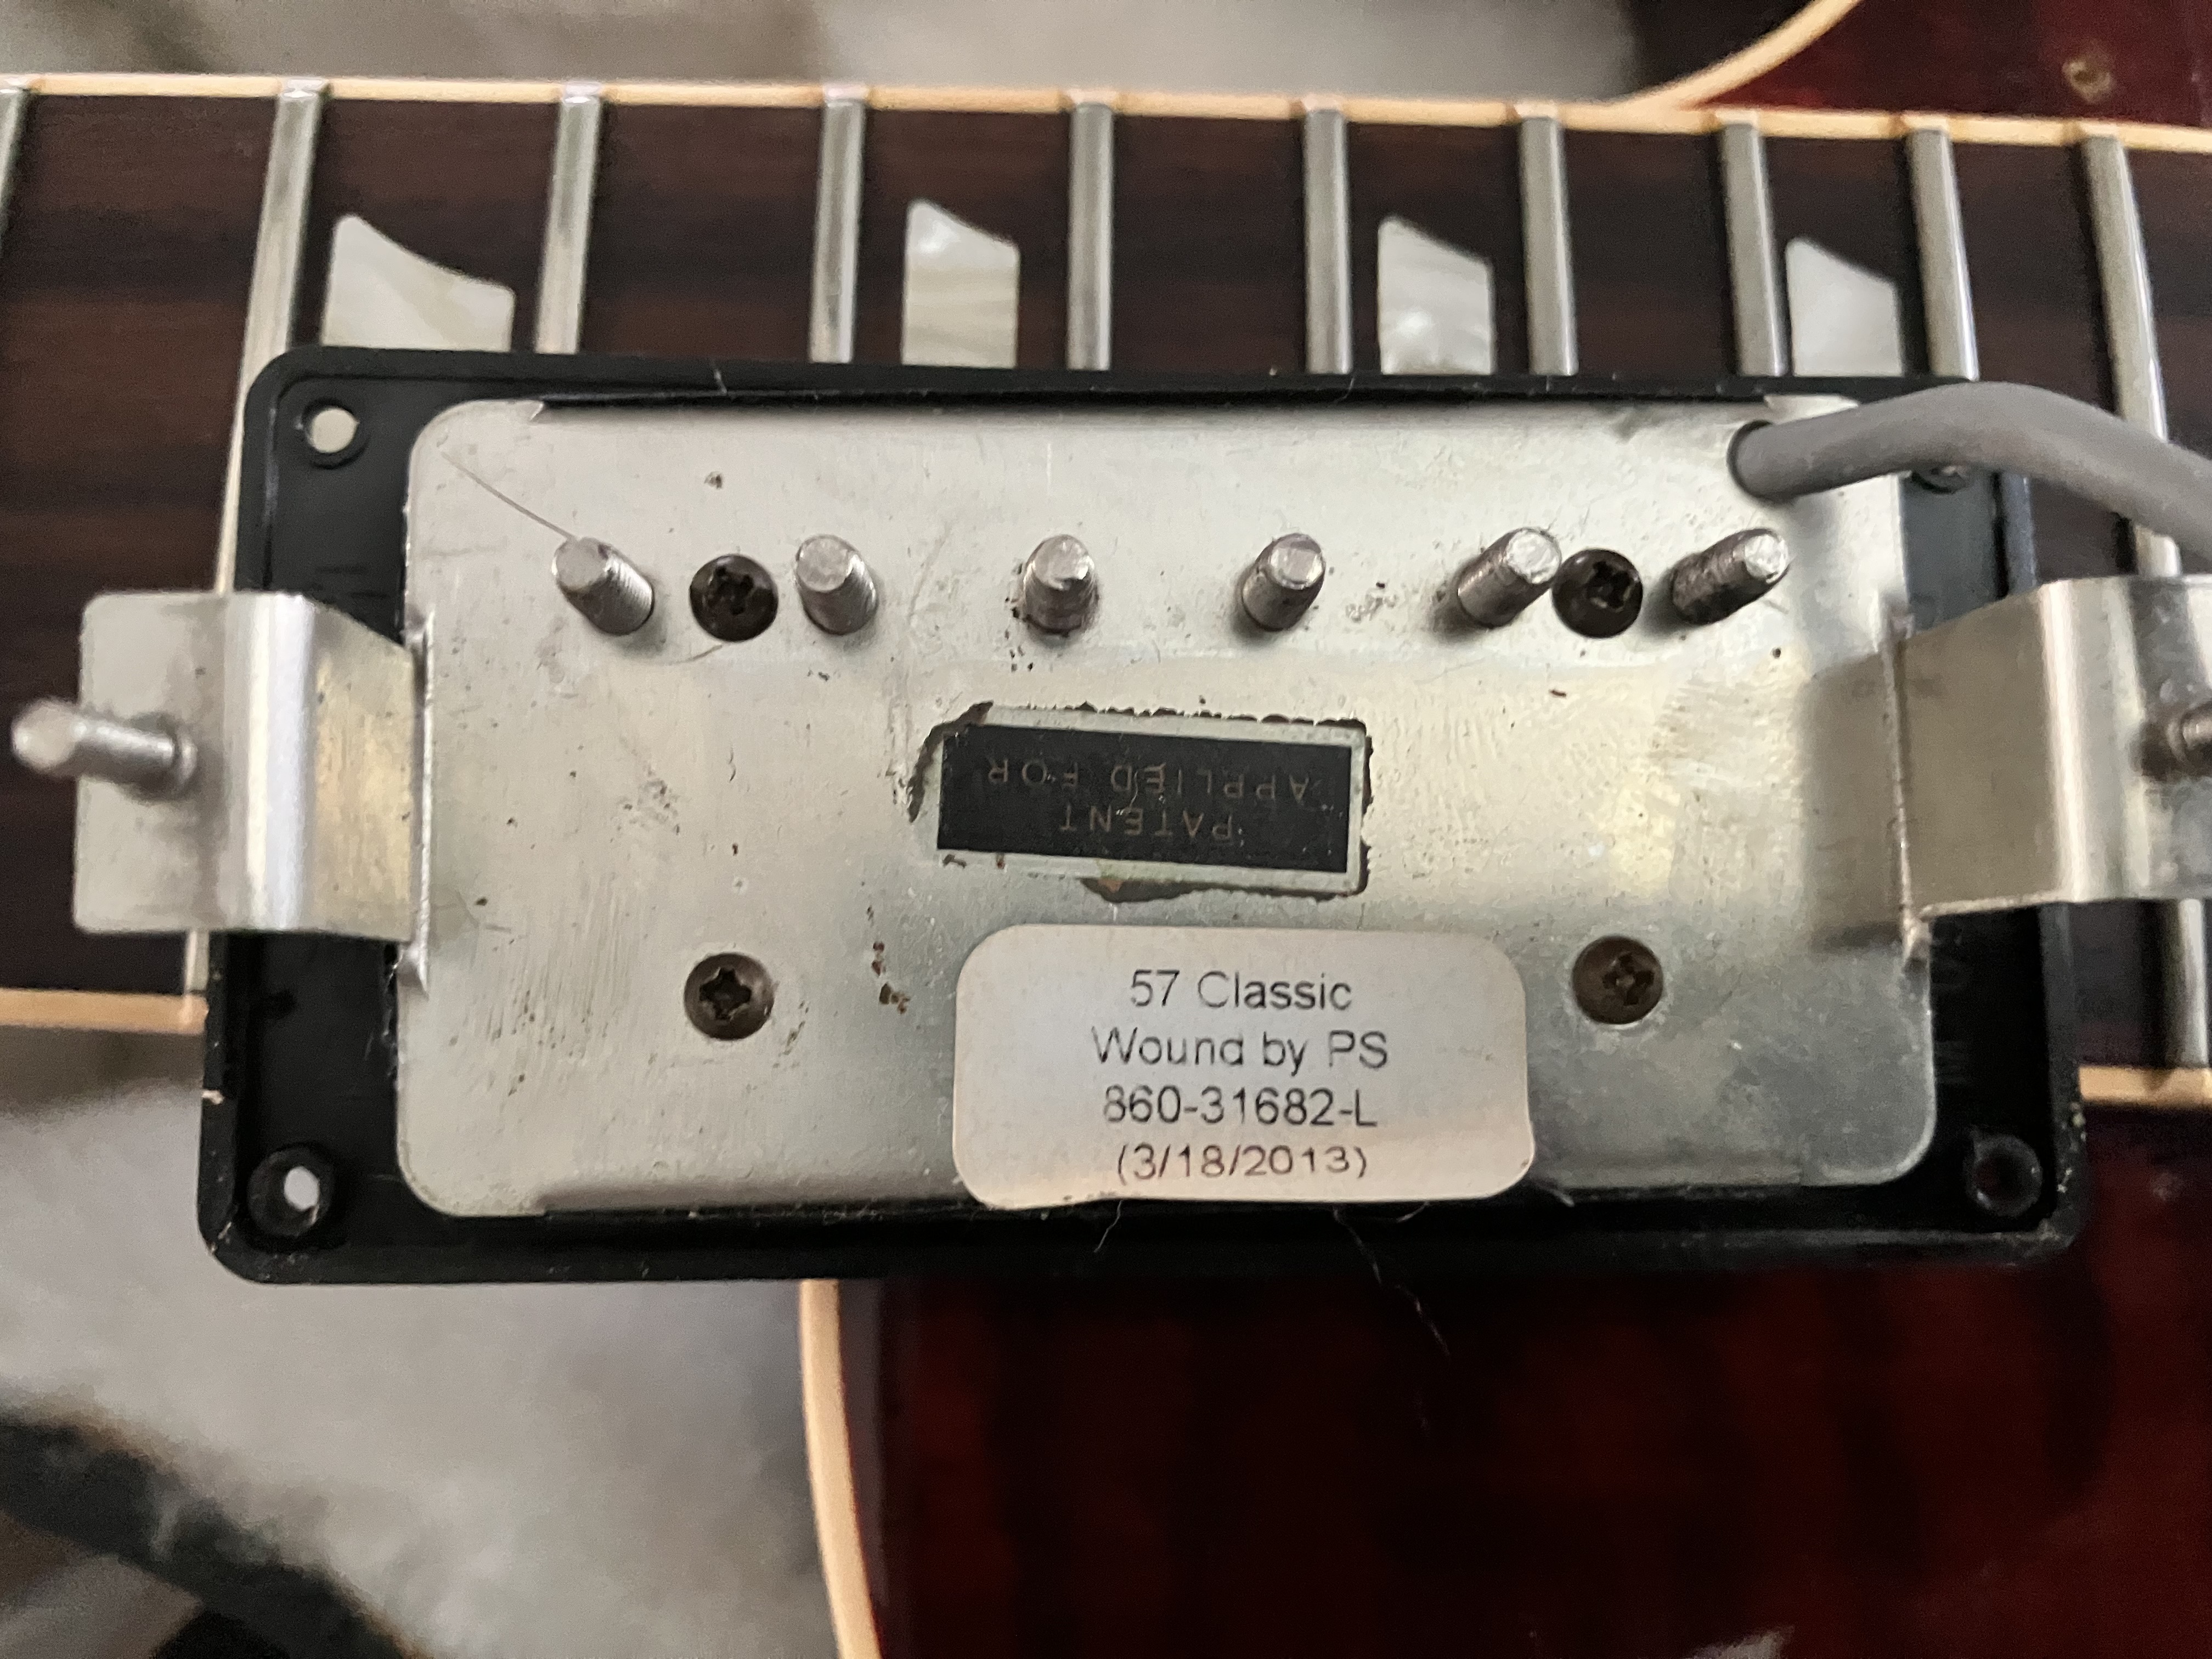 PATENT
APPLIED FOR
57 Classic
Wound by PS
860-31682-L
(3/18/2013)